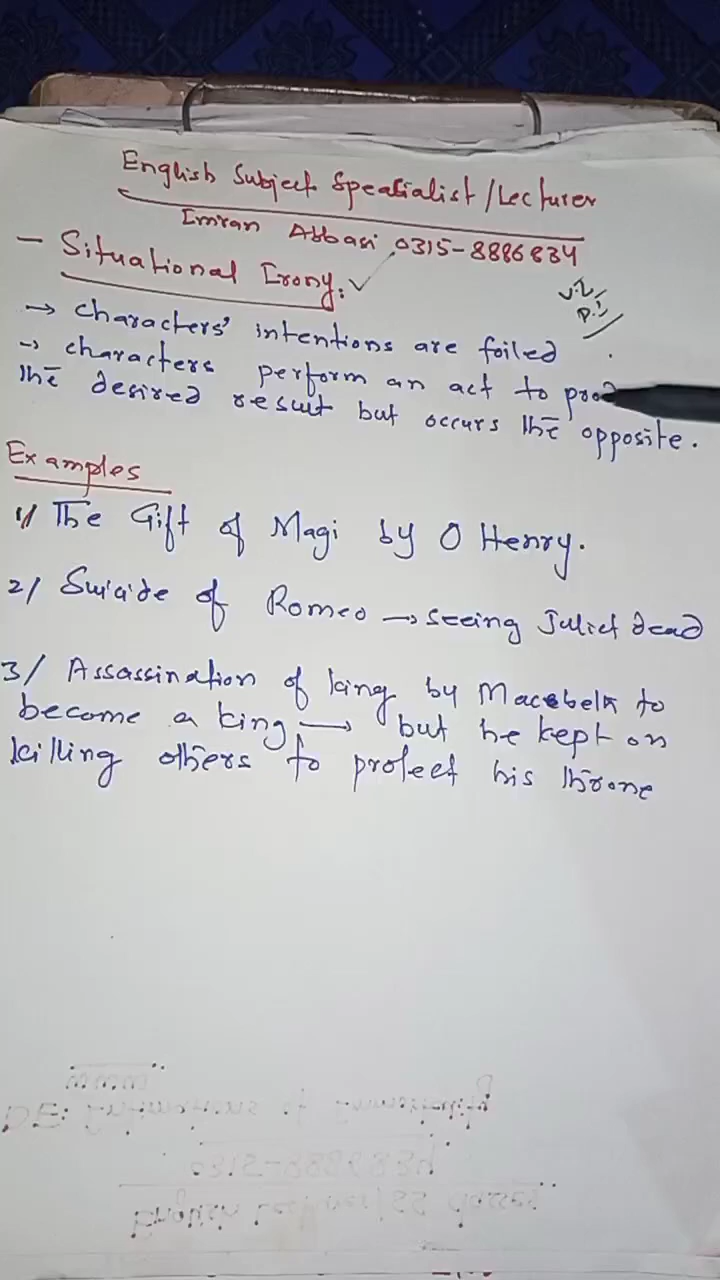 English Subject Specialist/Lecturer
Imran Abbasi 0315-8886834
- Situational Irony:
V.I
D.I
→ characters' intentions are foiled
→ characters perform an act to prod
the desired result but occurs the opposite.
Examples
1/ The Gift of Magi by O Henry.
2/ Suicide of Romeo → seeing Juliet dead
3/ Assassination of king by Macebeth to
become a king → but he kept on
killing others to protect his throne